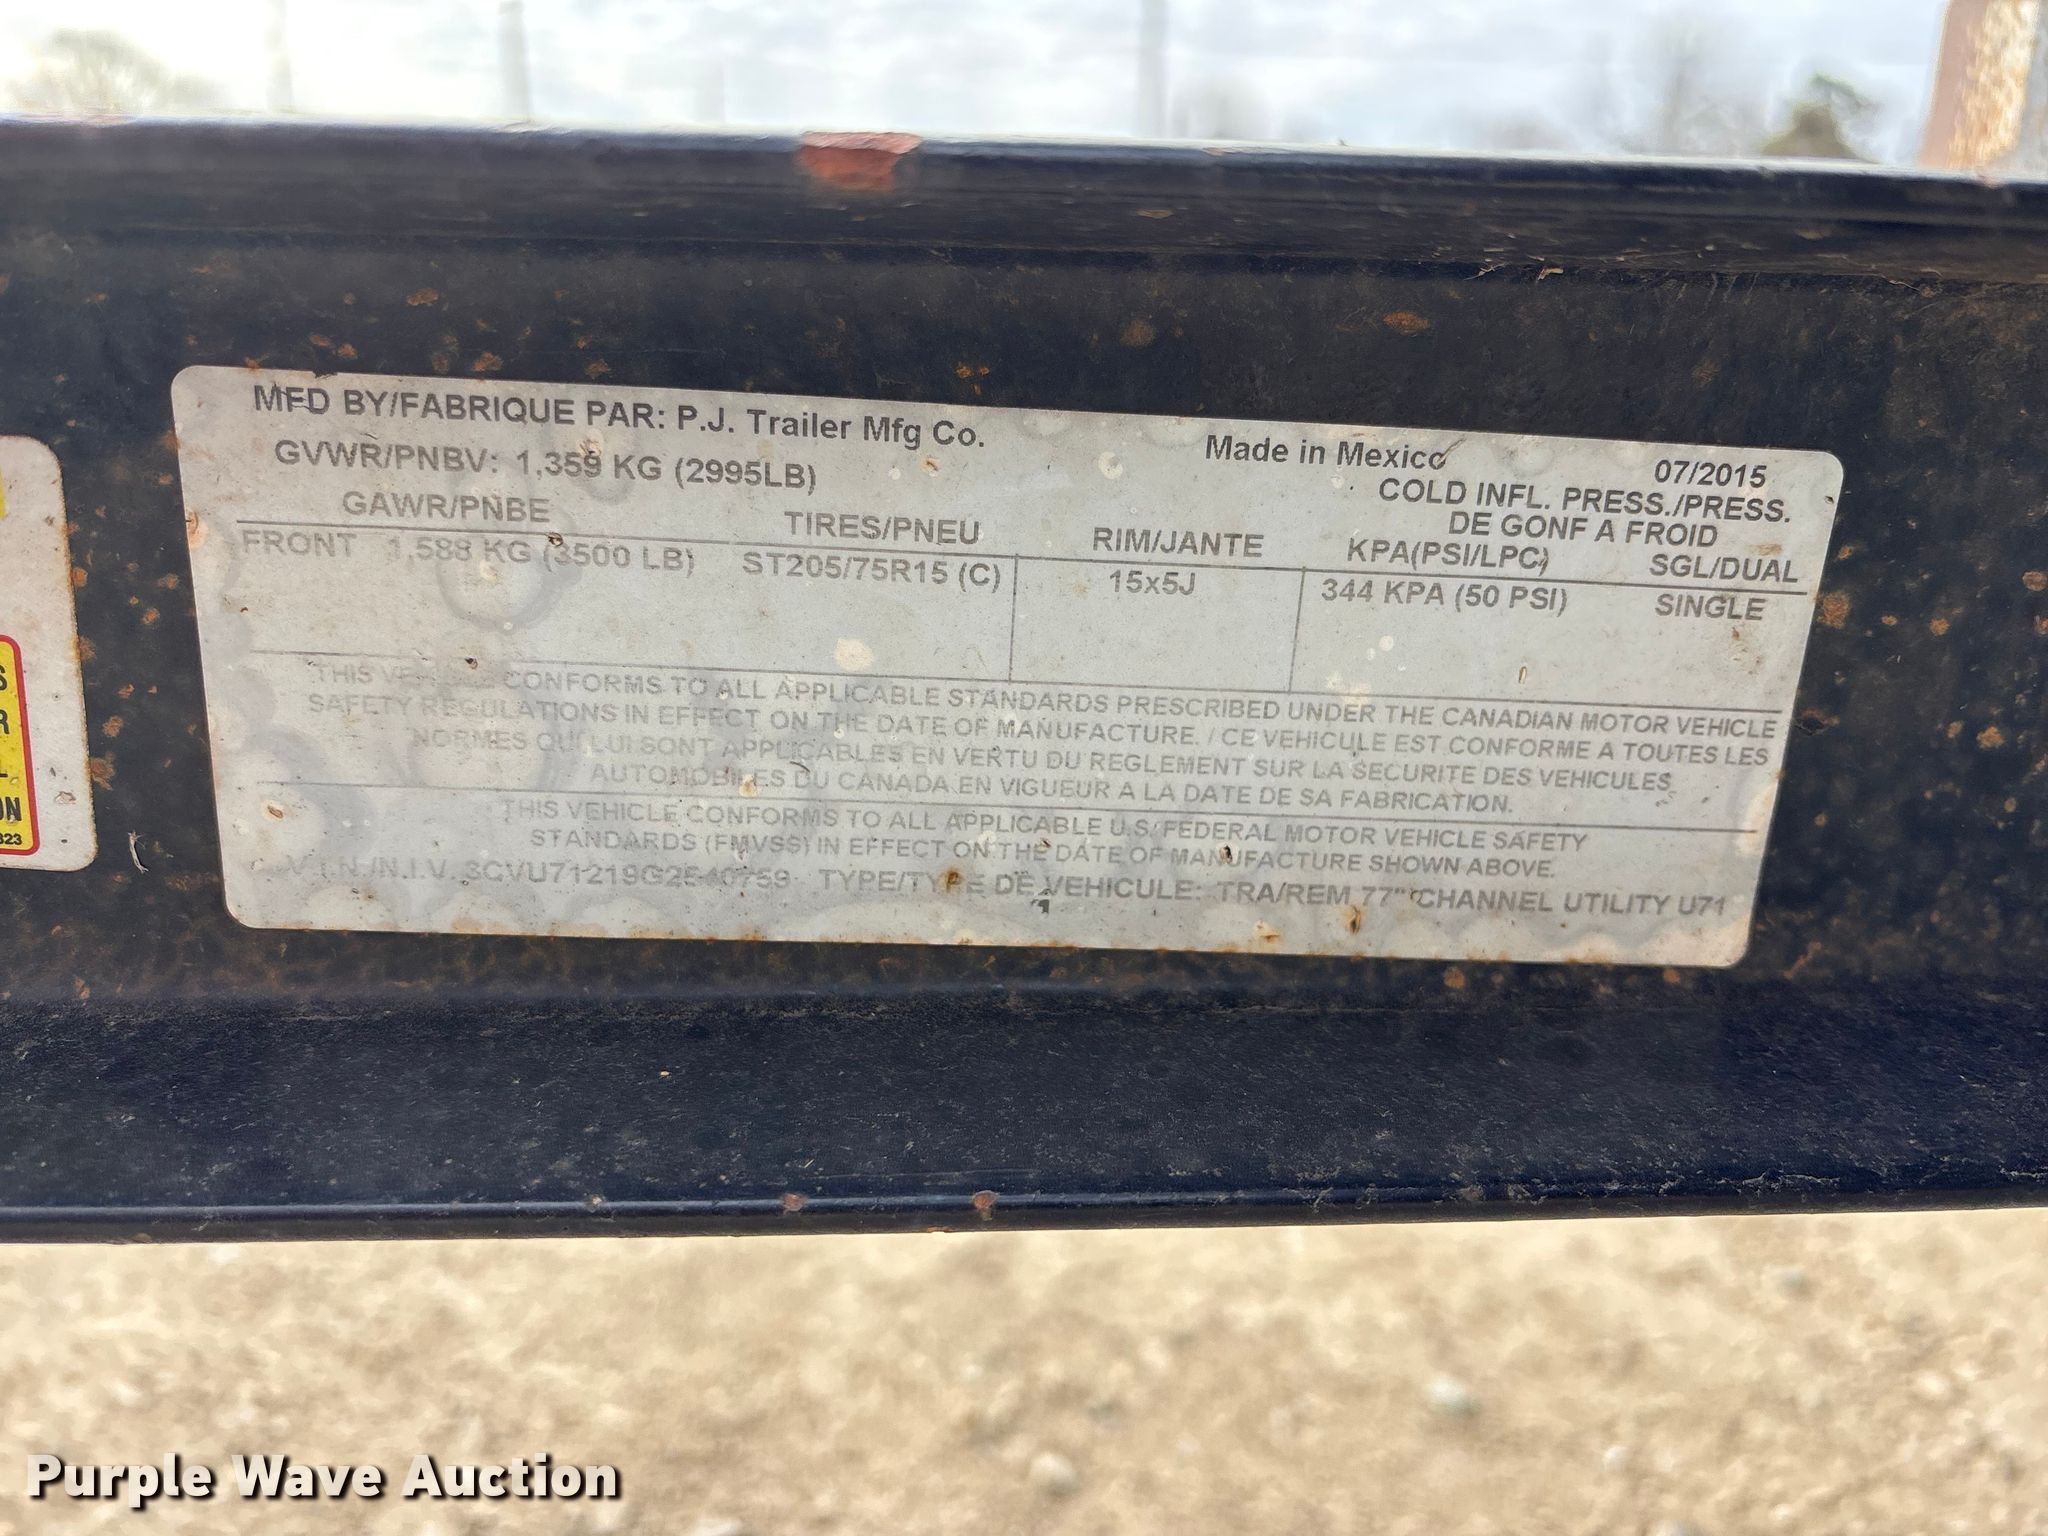 MFD BY/FABRIQUE PAR: P.J. Trailer Mfg Co. Made in Mexico 07/2015
GVWR/PNBV: 1,359 KG (2995LB)
COLD INFL. PRESS./PRESS.
DE GONF A FROID
GAWR/PNBE TIRES/PNEU RIM/JANTE KPA(PSI/LPC) SGL/DUAL
FRONT 1,588 KG (3500 LB) ST205/75R15 (C) 15x5J 344 KPA (50 PSI) SINGLE
THIS VEHICLE CONFORMS TO ALL APPLICABLE STANDARDS PRESCRIBED UNDER THE CANADIAN MOTOR VEHICLE
SAFETY REGULATIONS IN EFFECT ON THE DATE OF MANUFACTURE. / CE VEHICULE EST CONFORME A TOUTES LES
NORMES QUI LUI SONT APPLICABLES EN VERTU DU REGLEMENT SUR LA SECURITE DES VEHICULES
AUTOMOBILES DU CANADA EN VIGUEUR A LA DATE DE SA FABRICATION.
THIS VEHICLE CONFORMS TO ALL APPLICABLE U.S. FEDERAL MOTOR VEHICLE SAFETY
STANDARDS (FMVSS) IN EFFECT ON THE DATE OF MANUFACTURE SHOWN ABOVE.
V.I.N./N.I.V. 3CVU71219G2540759 TYPE/TYPE DE VEHICULE: TRA/REM 77" CHANNEL UTILITY U71
S
R
L
ON
323
Purple Wave Auction